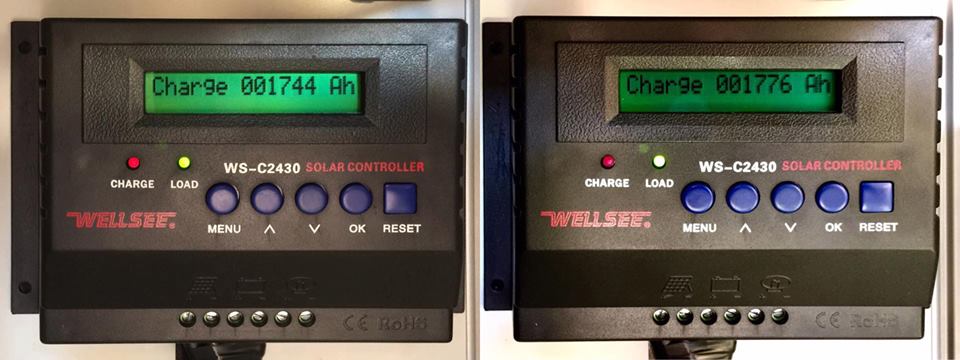 Charge 001744 Ah
WS-C2430 SOLAR CONTROLLER
CHARGE LOAD
WELLSEE®
MENU ∧ ∨ OK RESET
CE RoHS
Charge 001776 Ah
WS-C2430 SOLAR CONTROLLER
CHARGE LOAD
WELLSEE®
MENU ∧ ∨ OK RESET
CE RoHS